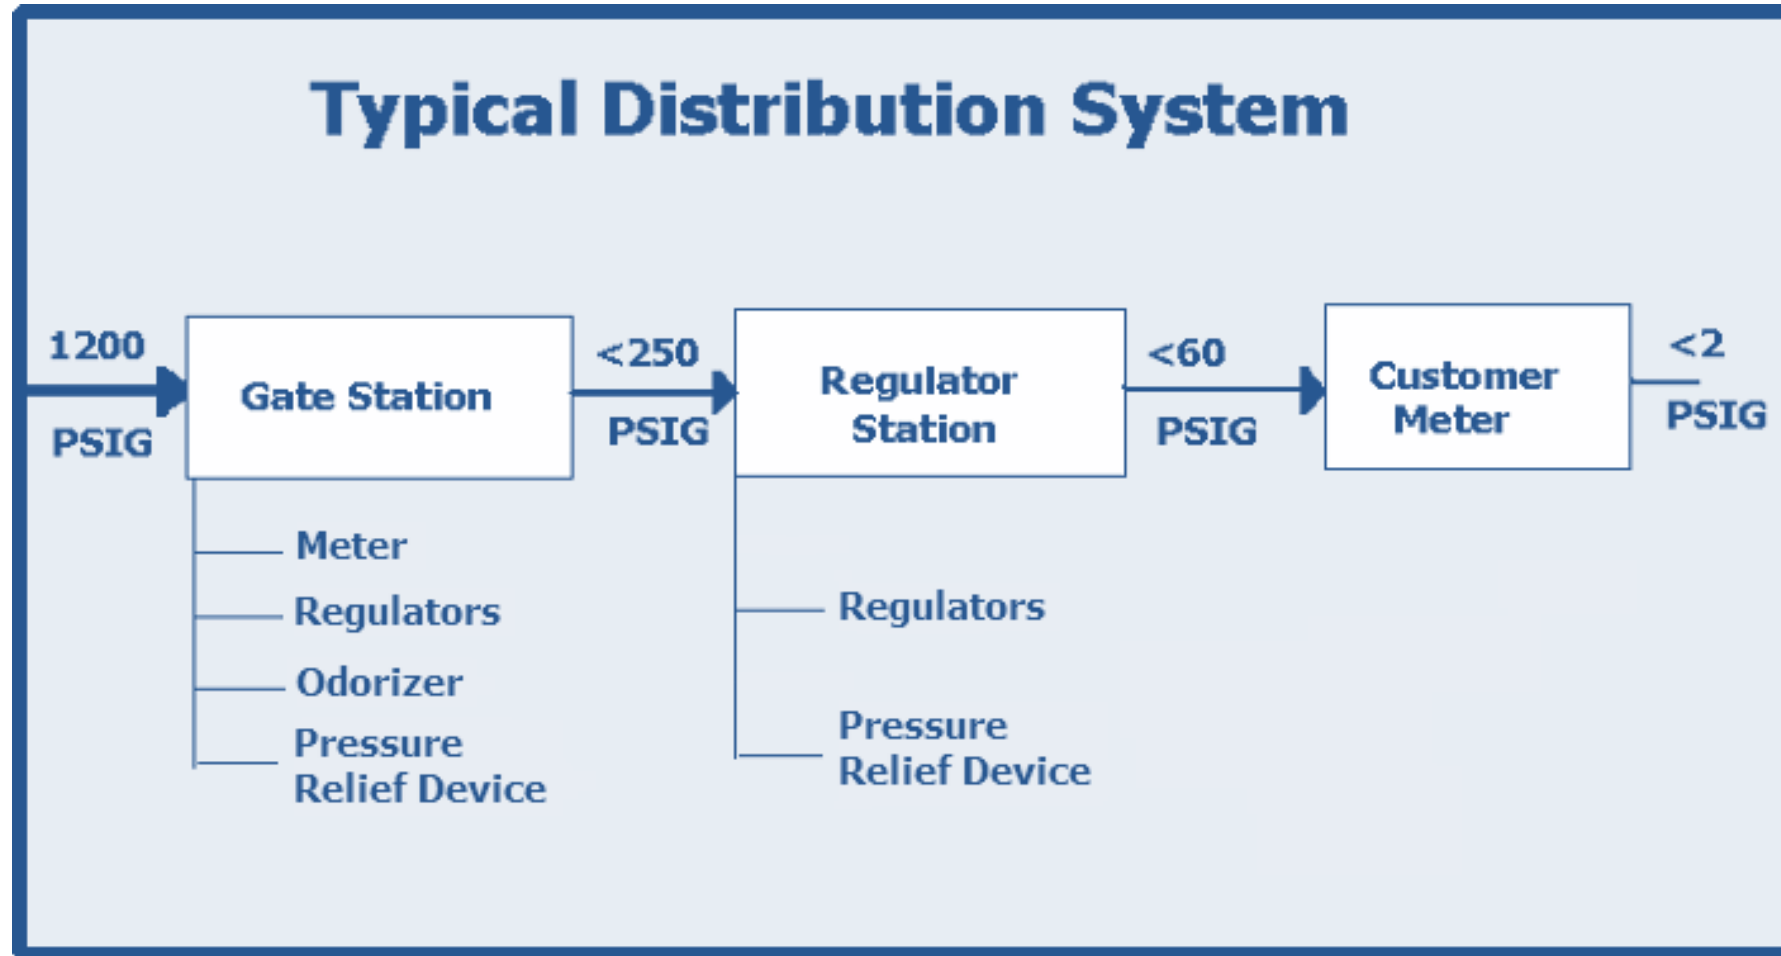 Typical Distribution System
1200
PSIG
Gate Station
<250
PSIG
Regulator
Station
<60
PSIG
Customer
Meter
<2
PSIG
Meter
Regulators
Odorizer
Pressure
Relief Device
Regulators
Pressure
Relief Device